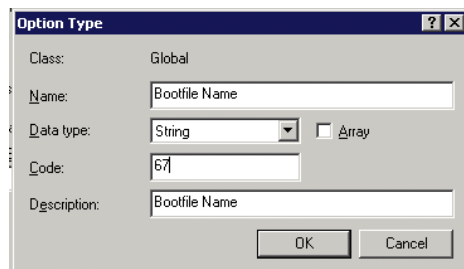 Option Type
Class: Global
Name: Bootfile Name
Data type: String Array
Code: 67
Description: Bootfile Name
OK Cancel